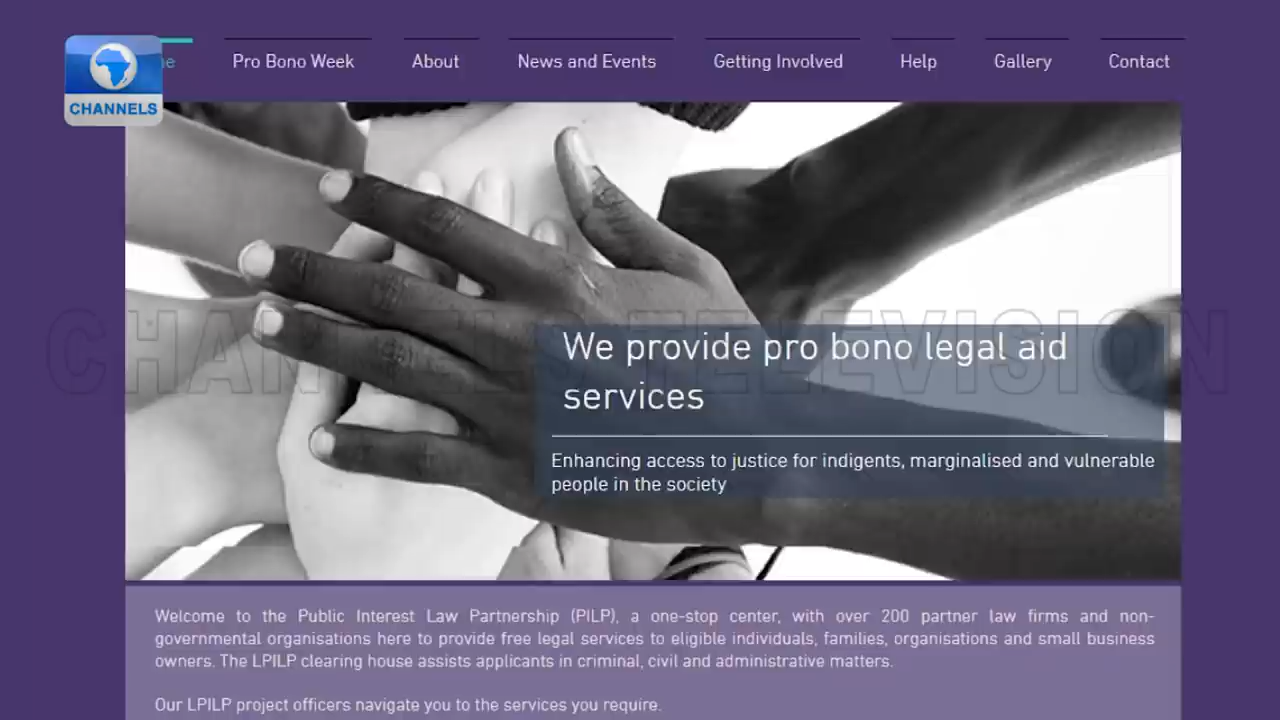 Pro Bono Week About News and Events Getting Involved Help Gallery Contact
CHANNELS
CHANNELS TELEVISION
We provide pro bono legal aid
services
Enhancing access to justice for indigents, marginalised and vulnerable
people in the society
Welcome to the Public Interest Law Partnership (PILP), a one-stop center, with over 200 partner law firms and non-
governmental organisations here to provide free legal services to eligible individuals, families, organisations and small business
owners. The LPILP clearing house assists applicants in criminal, civil and administrative matters.
Our LPILP project officers navigate you to the services you require.